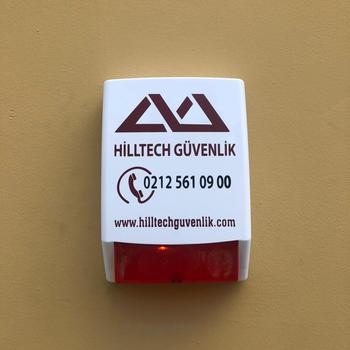 HİLLTECH GÜVENLİK
0212 561 09 00
www.hilltechguvenlik.com